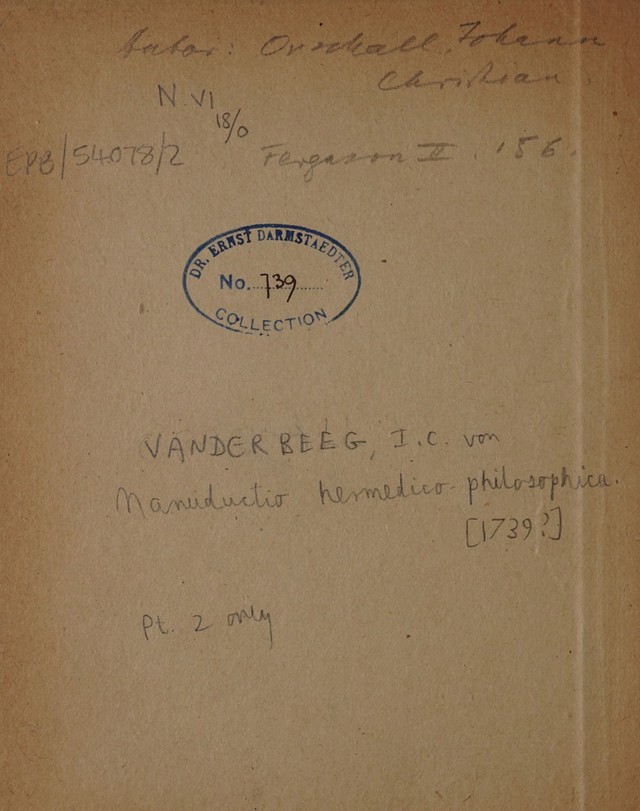 Autor: Orschall, Johann
Christian.
N. VI
18/0
EPB/54078/2
Ferguson II. 156.
DR. ERNST DARMSTAEDTER
No. 739
COLLECTION
VANDERBEEG, I.C. von
Manuductio hermedico-philosophica.
[1739?]
Pt. 2 only